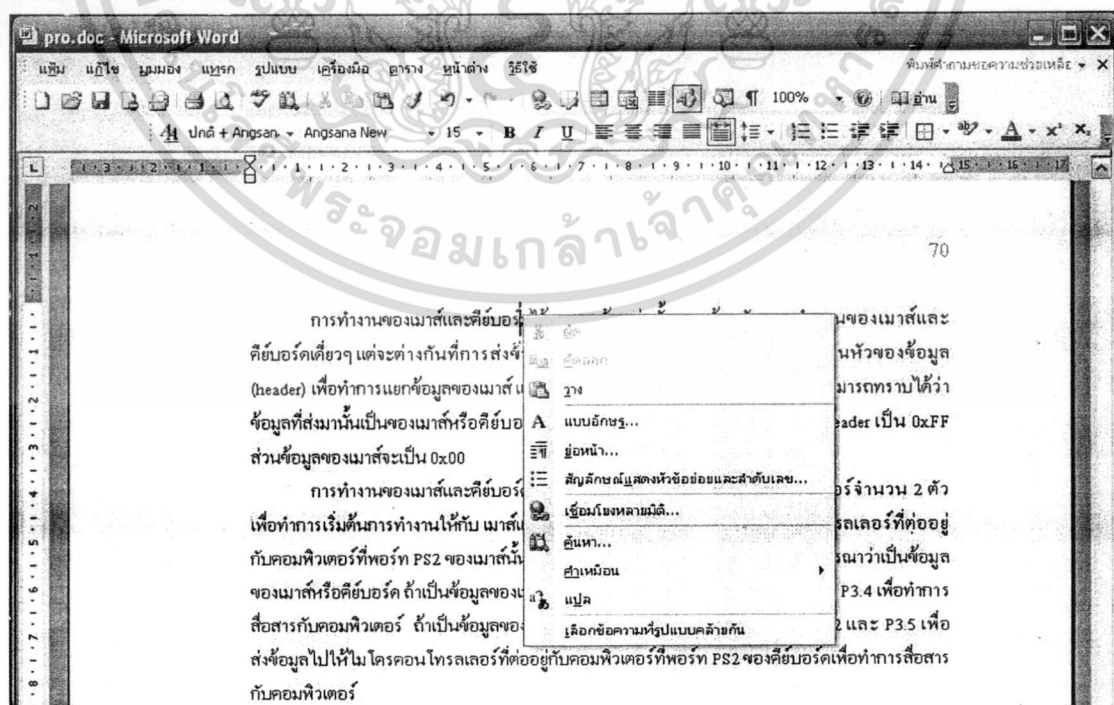 pro.doc - Microsoft Word
แฟ้ม แก้ไข มุมมอง แทรก รูปแบบ เครื่องมือ ตาราง หน้าต่าง วิธีใช้ พิมพ์คำถามขอความช่วยเหลือ
100% อ่าน
ปกติ + Angsan Angsana New 15 B I U
3 2 1 1 2 3 4 5 6 7 8 9 10 11 12 13 14 15 16 17
พระจอมเกล้าเจ้าคุณทหาร
70
การทำงานของเมาส์และคีย์บอร์ นของเมาส์และ
คีย์บอร์ดเดี่ยวๆ แต่จะต่างกันที่การส่งข้ นหัวของข้อมูล
(header) เพื่อทำการแยกข้อมูลของเมาส์ แ มารถทราบได้ว่า
ข้อมูลที่ส่งมานั้นเป็นของเมาส์หรือคีย์บอ eader เป็น 0xFF
ส่วนข้อมูลของเมาส์จะเป็น 0x00
การทำงานของเมาส์และคีย์บอร์ อร์จำนวน 2 ตัว
เพื่อทำการเริ่มต้นการทำงานให้กับ เมาส์แ รลเลอร์ที่ต่ออยู่
กับคอมพิวเตอร์ที่พอร์ท PS2 ของเมาส์นั้น รณาว่าเป็นข้อมูล
ของเมาส์หรือคีย์บอร์ด ถ้าเป็นข้อมูลของเ P3.4 เพื่อทำการ
สื่อสารกับคอมพิวเตอร์ ถ้าเป็นข้อมูลของ 2 และ P3.5 เพื่อ
ส่งข้อมูลไปให้ไมโครคอนโทรลเลอร์ที่ต่ออยู่กับคอมพิวเตอร์ที่พอร์ท PS2 ของคีย์บอร์ดเพื่อทำการสื่อสาร
กับคอมพิวเตอร์
ตัด
คัดลอก
วาง
แบบอักษร...
ย่อหน้า...
สัญลักษณ์แสดงหัวข้อย่อยและลำดับเลข...
เชื่อมโยงหลายมิติ...
ค้นหา...
คำเหมือน
แปล
เลือกข้อความที่รูปแบบคล้ายกัน